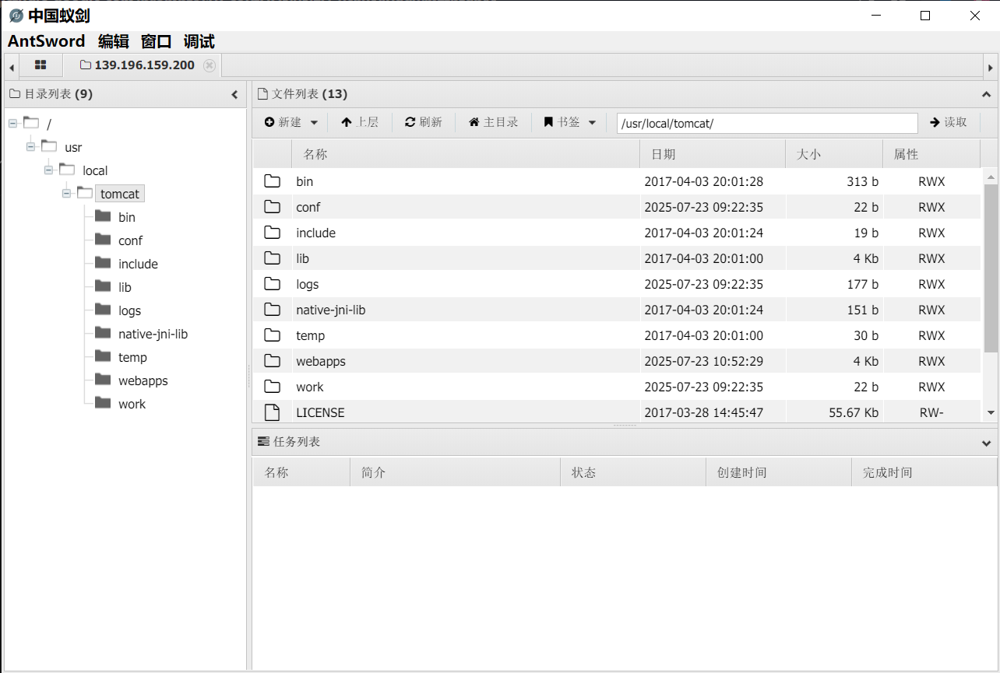 中国蚁剑
AntSword 编辑 窗口 调试
139.196.159.200
目录列表 (9)
/
usr
local
tomcat
bin
conf
include
lib
logs
native-jni-lib
temp
webapps
work
文件列表 (13)
新建 上层 刷新 主目录 书签 /usr/local/tomcat/ 读取
名称 日期 大小 属性
bin 2017-04-03 20:01:28 313 b RWX
conf 2025-07-23 09:22:35 22 b RWX
include 2017-04-03 20:01:24 19 b RWX
lib 2017-04-03 20:01:00 4 Kb RWX
logs 2025-07-23 09:22:35 177 b RWX
native-jni-lib 2017-04-03 20:01:24 151 b RWX
temp 2017-04-03 20:01:00 30 b RWX
webapps 2025-07-23 10:52:29 4 Kb RWX
work 2025-07-23 09:22:35 22 b RWX
LICENSE 2017-03-28 14:45:47 55.67 Kb RW-
任务列表
名称 简介 状态 创建时间 完成时间